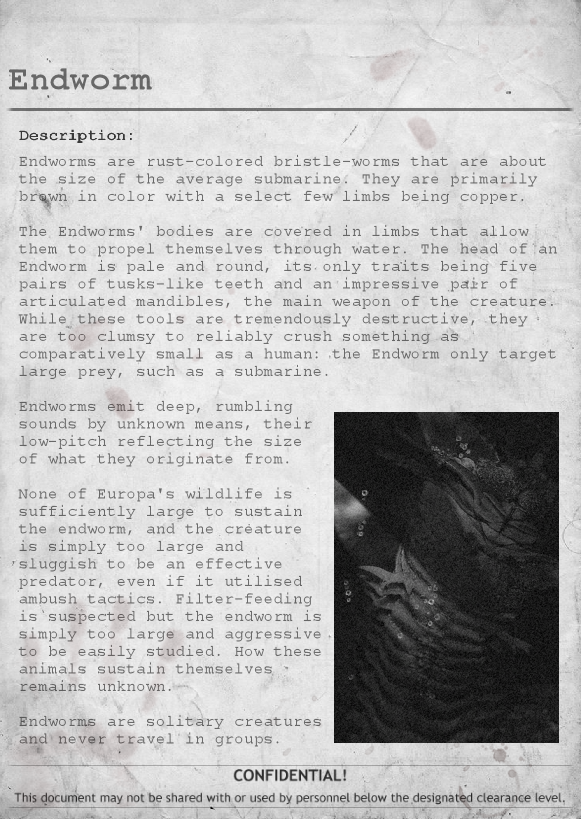 Endworm
Description:
Endworms are rust-colored bristle-worms that are about
the size of the average submarine. They are primarily
brown in color with a select few limbs being copper.
The Endworms' bodies are covered in limbs that allow
them to propel themselves through water. The head of an
Endworm is pale and round, its only traits being five
pairs of tusks-like teeth and an impressive pair of
articulated mandibles, the main weapon of the creature.
While these tools are tremendously destructive, they
are too clumsy to reliably crush something as
comparatively small as a human: the Endworm only target
large prey, such as a submarine.
Endworms emit deep, rumbling
sounds by unknown means, their
low-pitch reflecting the size
of what they originate from.
None of Europa's wildlife is
sufficiently large to sustain
the endworm, and the creature
is simply too large and
sluggish to be an effective
predator, even if it utilised
ambush tactics. Filter-feeding
is suspected but the endworm is
simply too large and aggressive
to be easily studied. How these
animals sustain themselves
remains unknown.
Endworms are solitary creatures
and never travel in groups.
CONFIDENTIAL!
This document may not be shared with or used by personnel below the designated clearance level.